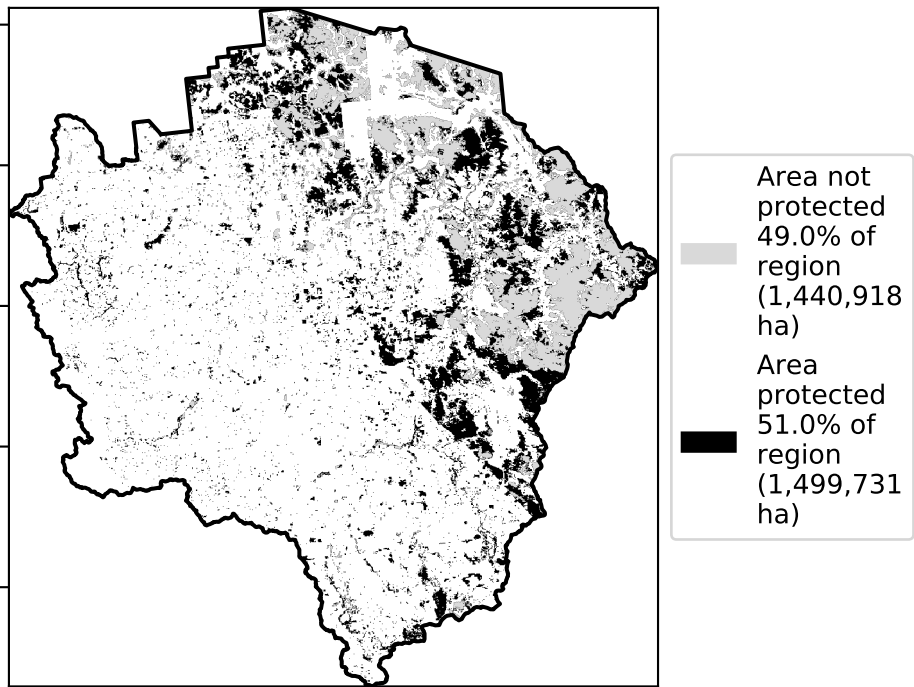 Area not
protected
49.0% of
region
(1,440,918
ha)
Area
protected
51.0% of
region
(1,499,731
ha)